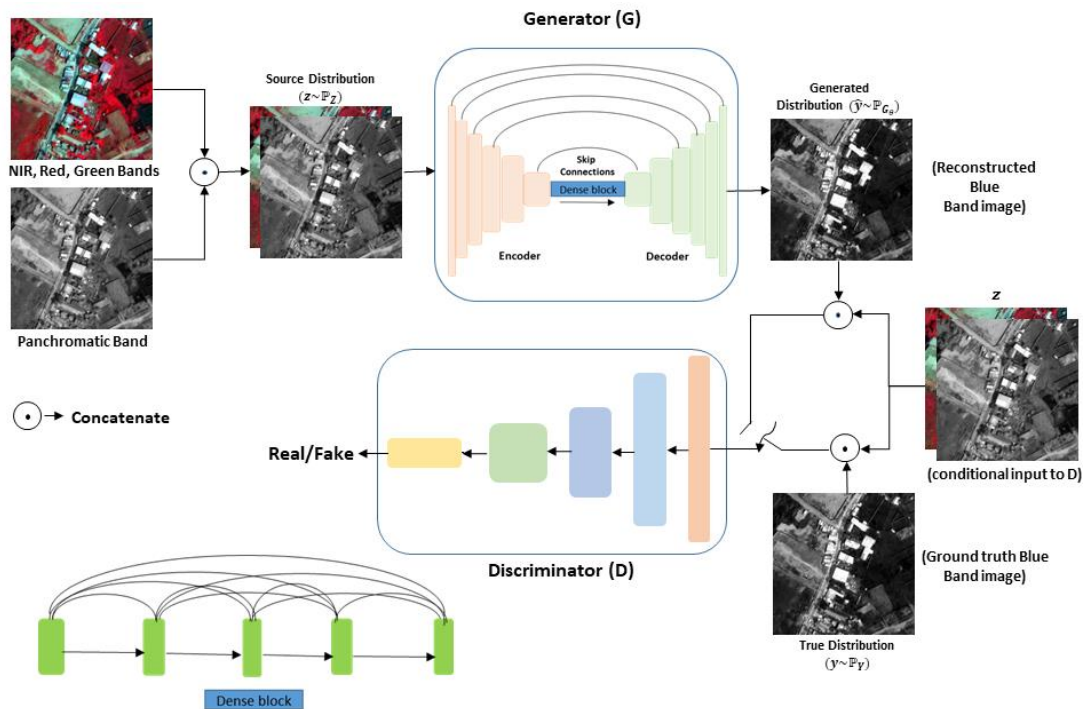 Generator (G)
Source Distribution
(z~ℙ_Z)
Generated
Distribution (ŷ~ℙ_{G_θ})
NIR, Red, Green Bands
Skip
Connections
Dense block
Encoder
Decoder
(Reconstructed
Blue
Band image)
Panchromatic Band
z
Concatenate
Real/Fake
(conditional input to D)
Discriminator (D)
(Ground truth Blue
Band image)
True Distribution
(y~ℙ_Y)
Dense block